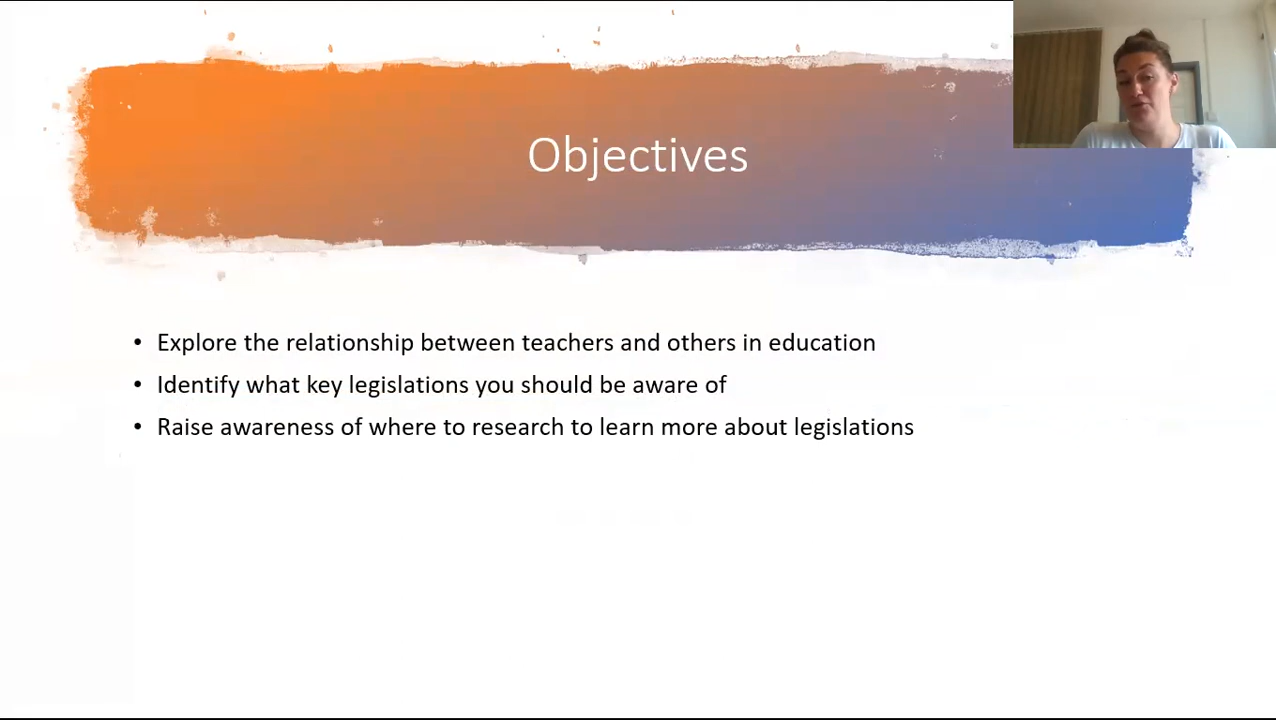 Objectives
• Explore the relationship between teachers and others in education
• Identify what key legislations you should be aware of
• Raise awareness of where to research to learn more about legislations